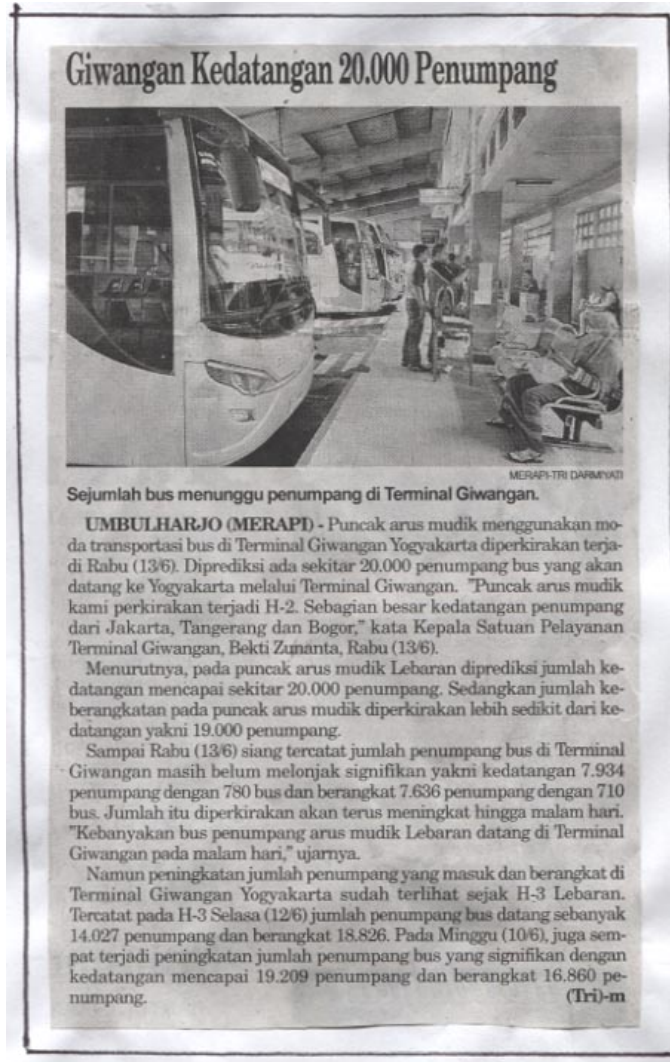 Giwangan Kedatangan 20.000 Penumpang
MERAPI-TRI DARMIYATI
Sejumlah bus menunggu penumpang di Terminal Giwangan.
UMBULHARJO (MERAPI) - Puncak arus mudik menggunakan mo-
da transportasi bus di Terminal Giwangan Yogyakarta diperkirakan terja-
di Rabu (13/6). Diprediksi ada sekitar 20.000 penumpang bus yang akan
datang ke Yogyakarta melalui Terminal Giwangan. "Puncak arus mudik
kami perkirakan terjadi H-2. Sebagian besar kedatangan penumpang
dari Jakarta, Tangerang dan Bogor," kata Kepala Satuan Pelayanan
Terminal Giwangan, Bekti Zunanta, Rabu (13/6).
Menurutnya, pada puncak arus mudik Lebaran diprediksi jumlah ke-
datangan mencapai sekitar 20.000 penumpang. Sedangkan jumlah ke-
berangkatan pada puncak arus mudik diperkirakan lebih sedikit dari ke-
datangan yakni 19.000 penumpang.
Sampai Rabu (13/6) siang tercatat jumlah penumpang bus di Terminal
Giwangan masih belum melonjak signifikan yakni kedatangan 7.934
penumpang dengan 780 bus dan berangkat 7.636 penumpang dengan 710
bus. Jumlah itu diperkirakan akan terus meningkat hingga malam hari.
"Kebanyakan bus penumpang arus mudik Lebaran datang di Terminal
Giwangan pada malam hari," ujarnya.
Namun peningkatan jumlah penumpang yang masuk dan berangkat di
Terminal Giwangan Yogyakarta sudah terlihat sejak H-3 Lebaran.
Tercatat pada H-3 Selasa (12/6) jumlah penumpang bus datang sebanyak
14.027 penumpang dan berangkat 18.826. Pada Minggu (10/6), juga sem-
pat terjadi peningkatan jumlah penumpang bus yang signifikan dengan
kedatangan mencapai 19.209 penumpang dan berangkat 16.860 pe-
numpang. (Tri)-m